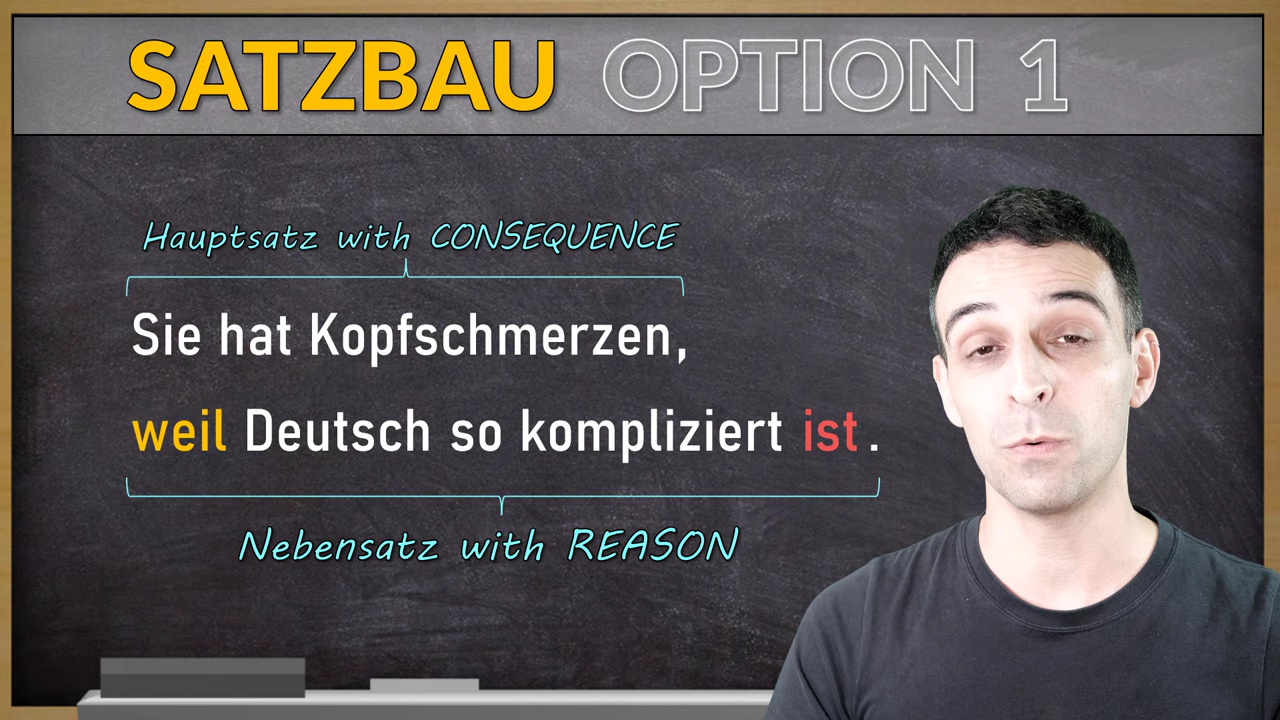 SATZBAU OPTION 1
Hauptsatz with CONSEQUENCE
Sie hat Kopfschmerzen,
weil Deutsch so kompliziert ist.
Nebensatz with REASON